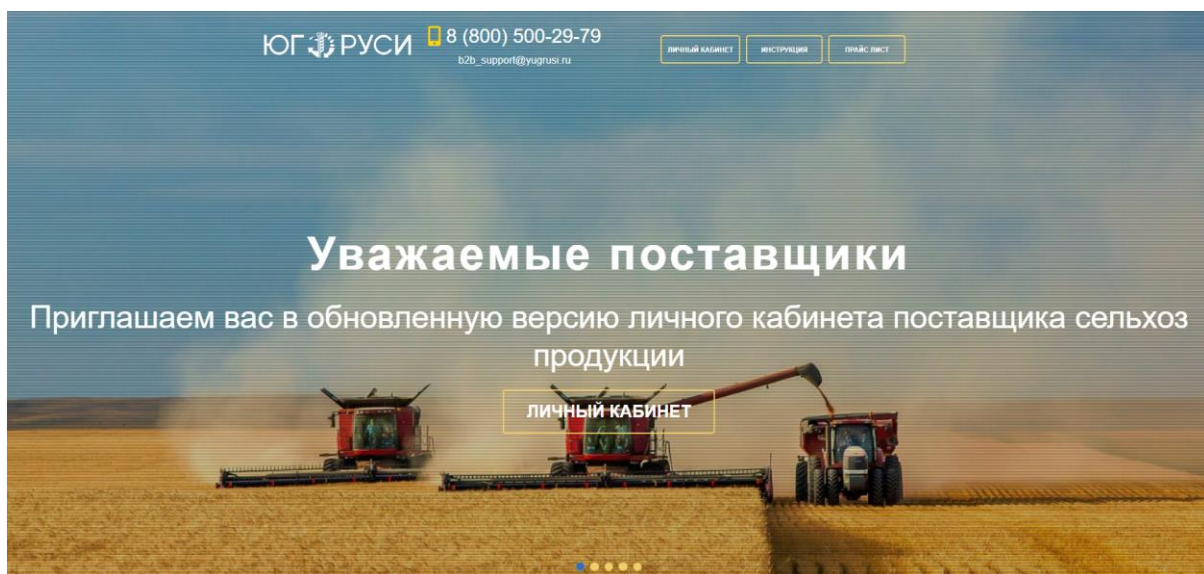 ЮГ РУСИ
8 (800) 500-29-79
b2b_support@yugrusi.ru
ЛИЧНЫЙ КАБИНЕТ
ИНСТРУКЦИЯ
ПРАЙС ЛИСТ
Уважаемые поставщики
Приглашаем вас в обновленную версию личного кабинета поставщика сельхоз
продукции
ЛИЧНЫЙ КАБИНЕТ